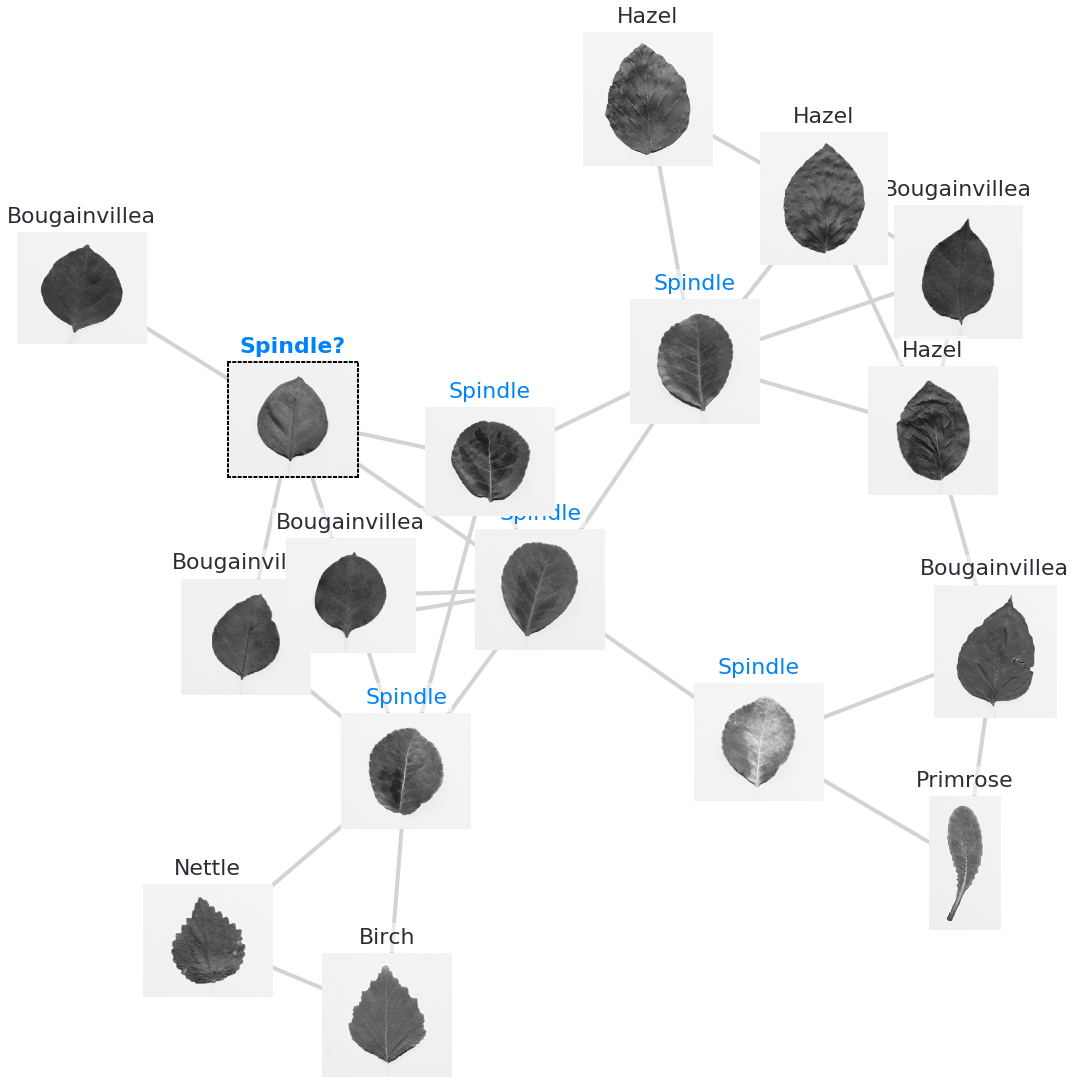 Hazel
Hazel
Bougainvillea
Bougainvillea
Spindle
Spindle?
Hazel
Spindle
Spindle
Bougainvillea
Bougainvil
Bougainvillea
Spindle
Spindle
Primrose
Nettle
Birch